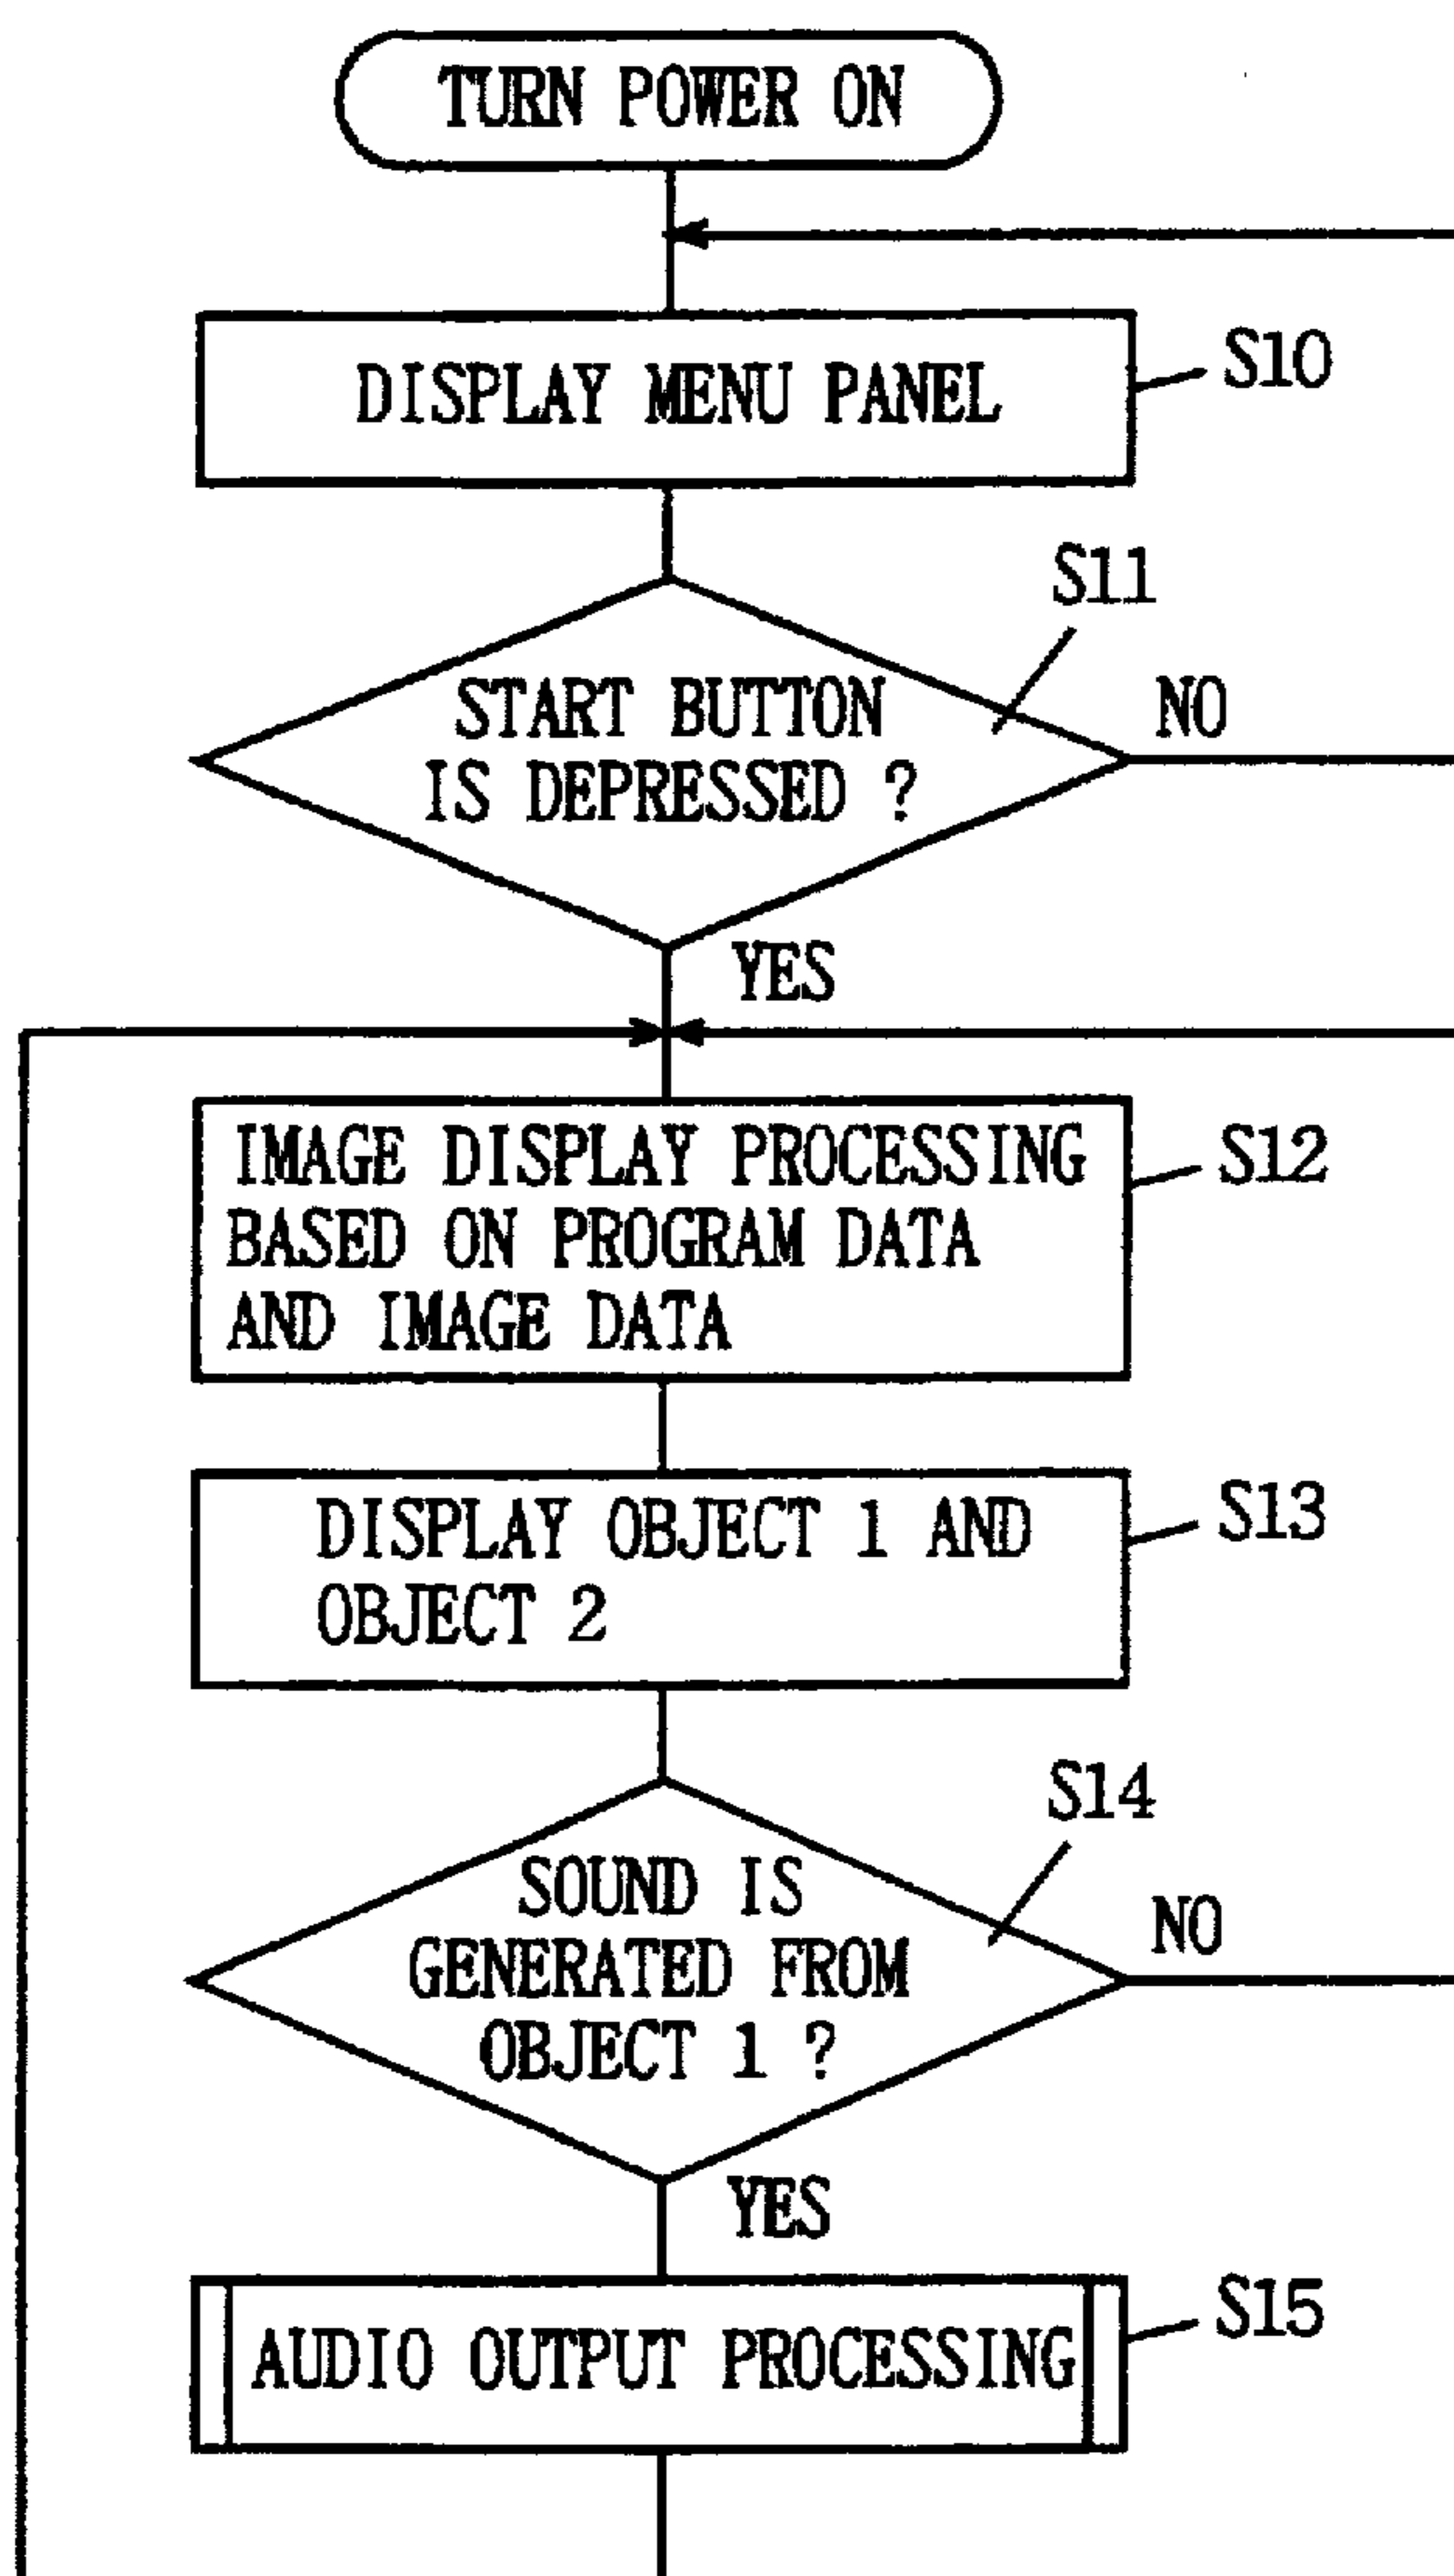 TURN POWER ON
DISPLAY MENU PANEL
S10
S11
START BUTTON
IS DEPRESSED ?
NO
YES
IMAGE DISPLAY PROCESSING
BASED ON PROGRAM DATA
AND IMAGE DATA
S12
DISPLAY OBJECT 1 AND
OBJECT 2
S13
S14
SOUND IS
GENERATED FROM
OBJECT 1 ?
NO
YES
AUDIO OUTPUT PROCESSING
S15